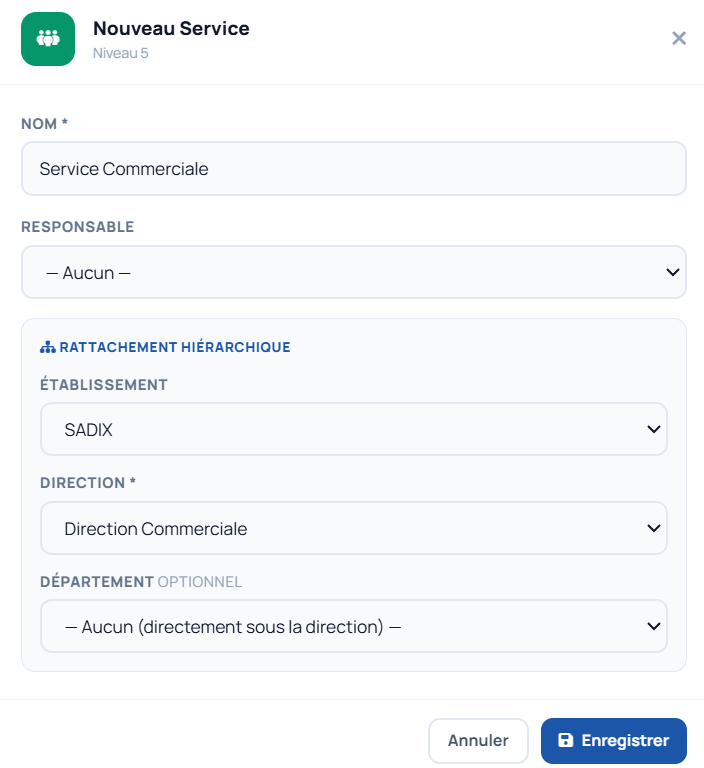 Nouveau Service
Niveau 5
NOM *
Service Commerciale
RESPONSABLE
— Aucun —
RATTACHEMENT HIÉRARCHIQUE
ÉTABLISSEMENT
SADIX
DIRECTION *
Direction Commerciale
DÉPARTEMENT OPTIONNEL
— Aucun (directement sous la direction) —
Annuler
Enregistrer